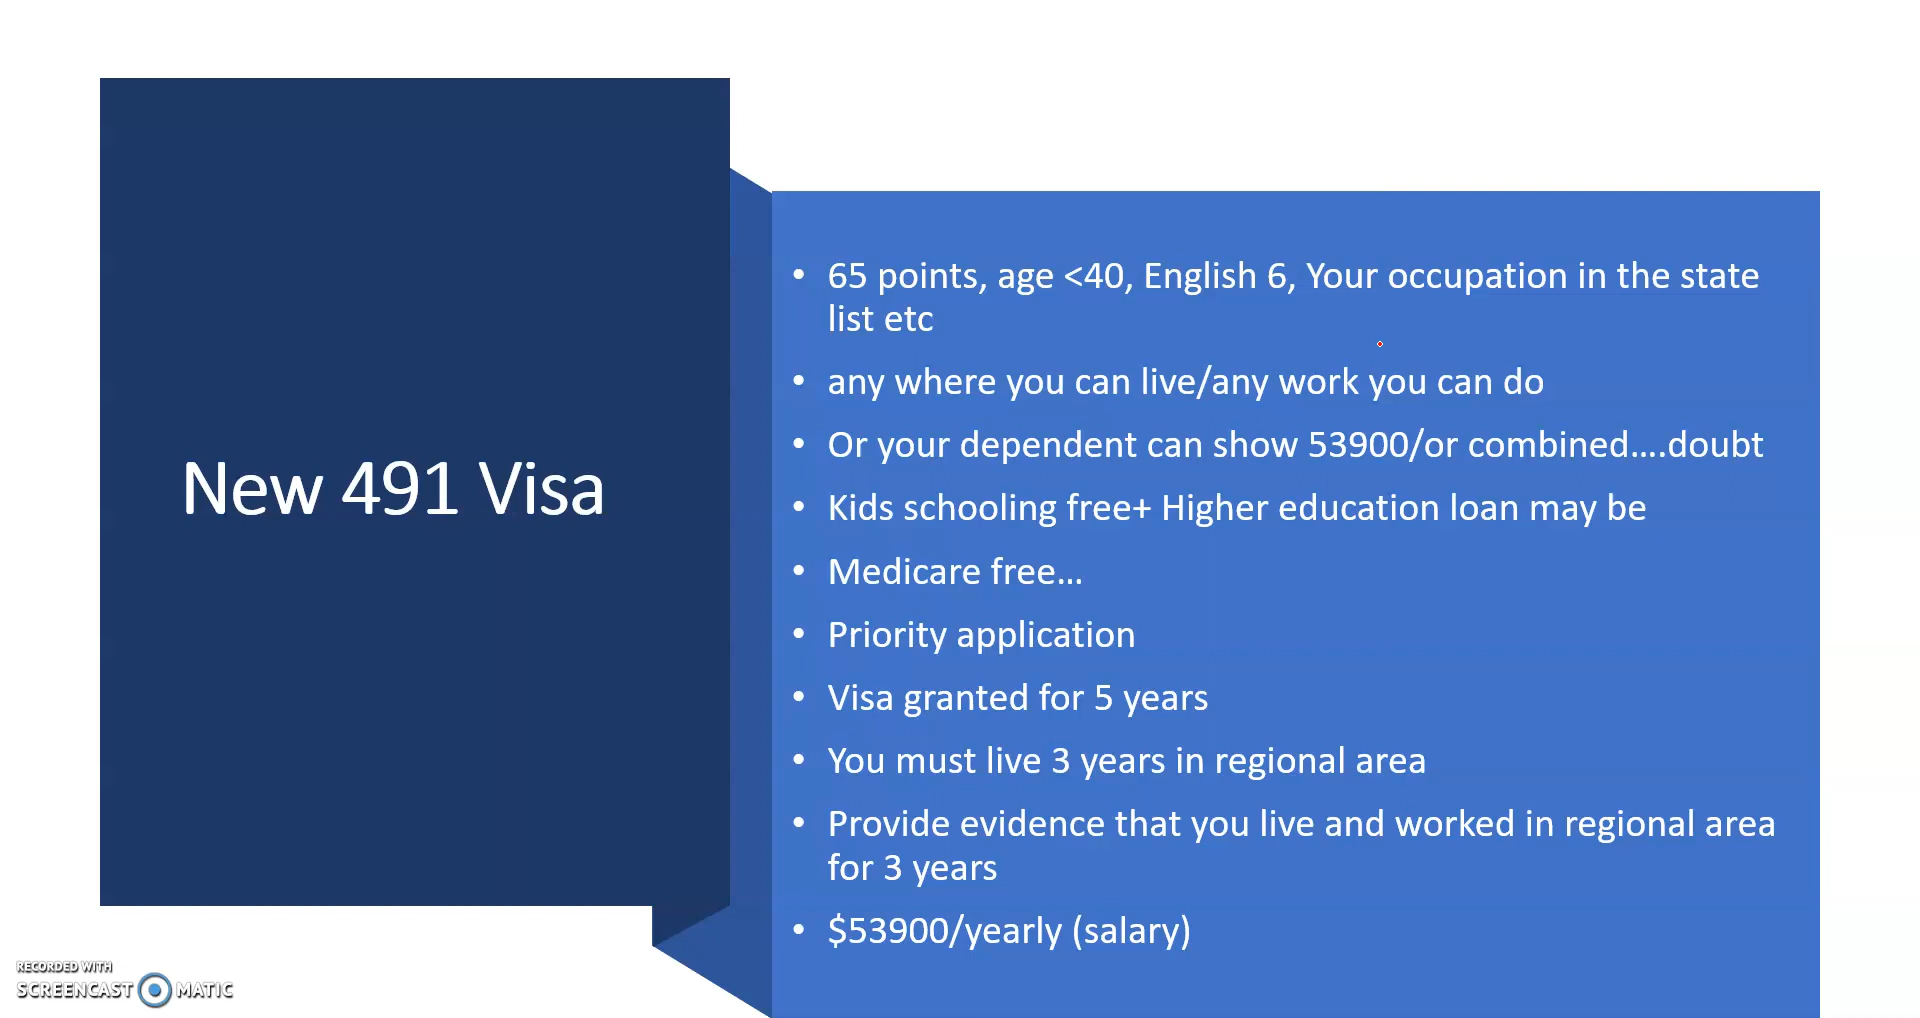 New 491 Visa
• 65 points, age <40, English 6, Your occupation in the state
list etc
• any where you can live/any work you can do
• Or your dependent can show 53900/or combined....doubt
• Kids schooling free+ Higher education loan may be
• Medicare free...
• Priority application
• Visa granted for 5 years
• You must live 3 years in regional area
• Provide evidence that you live and worked in regional area
for 3 years
• $53900/yearly (salary)
RECORDED WITH
SCREENCAST MATIC